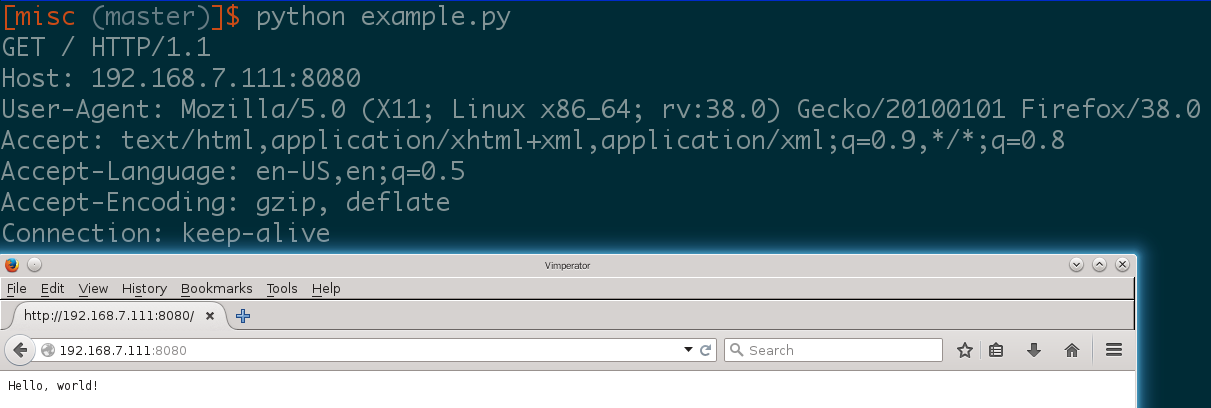 [misc (master)]$ python example.py
GET / HTTP/1.1
Host: 192.168.7.111:8080
User-Agent: Mozilla/5.0 (X11; Linux x86_64; rv:38.0) Gecko/20100101 Firefox/38.0
Accept: text/html,application/xhtml+xml,application/xml;q=0.9,*/*;q=0.8
Accept-Language: en-US,en;q=0.5
Accept-Encoding: gzip, deflate
Connection: keep-alive
Vimperator
File Edit View History Bookmarks Tools Help
http://192.168.7.111:8080/
192.168.7.111:8080 Search
Hello, world!